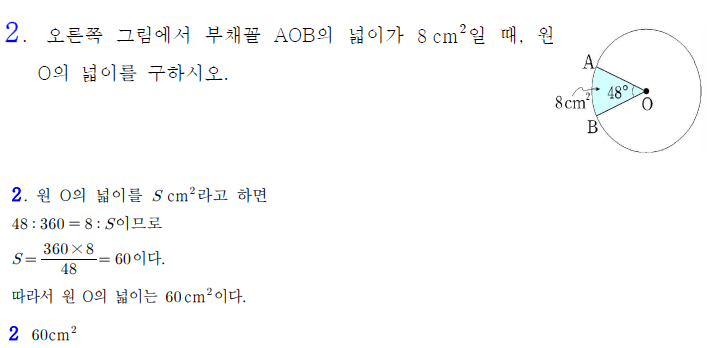 2. 오른쪽 그림에서 부채꼴 AOB의 넓이가 8cm²일 때, 원
O의 넓이를 구하시오.
A
48°
8cm²
O
B
2. 원 O의 넓이를 S cm²라고 하면
48 : 360 = 8 : S이므로
S = 360×8/48 = 60이다.
따라서 원 O의 넓이는 60cm²이다.
2 60cm²